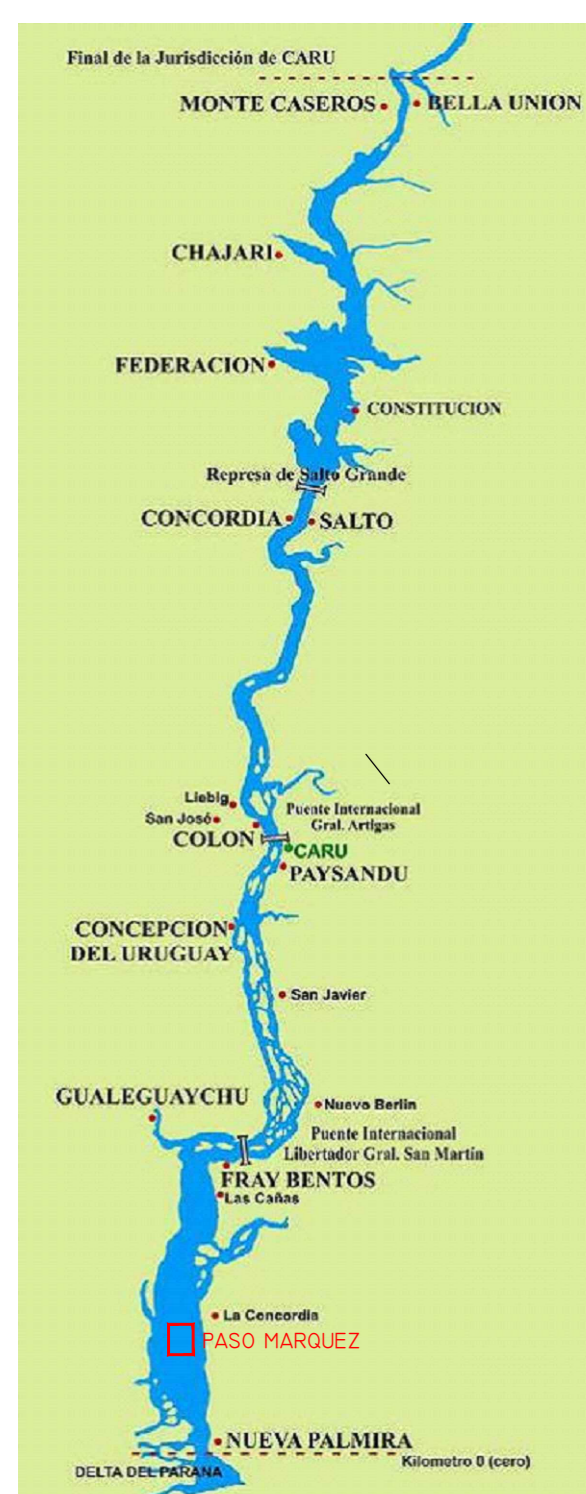 Final de la Jurisdicción de CARU
MONTE CASEROS
BELLA UNION
CHAJARI
FEDERACION
CONSTITUCION
Represa de Salto Grande
CONCORDIA
SALTO
Liebig
San José
Puente Internacional
Gral. Artigas
COLON
CARU
PAYSANDU
CONCEPCION
DEL URUGUAY
San Javier
GUALEGUAYCHU
Nuevo Berlin
Puente Internacional
Libertador Gral. San Martín
FRAY BENTOS
Las Cañas
La Concordia
PASO MARQUEZ
NUEVA PALMIRA
Kilometro 0 (cero)
DELTA DEL PARANA